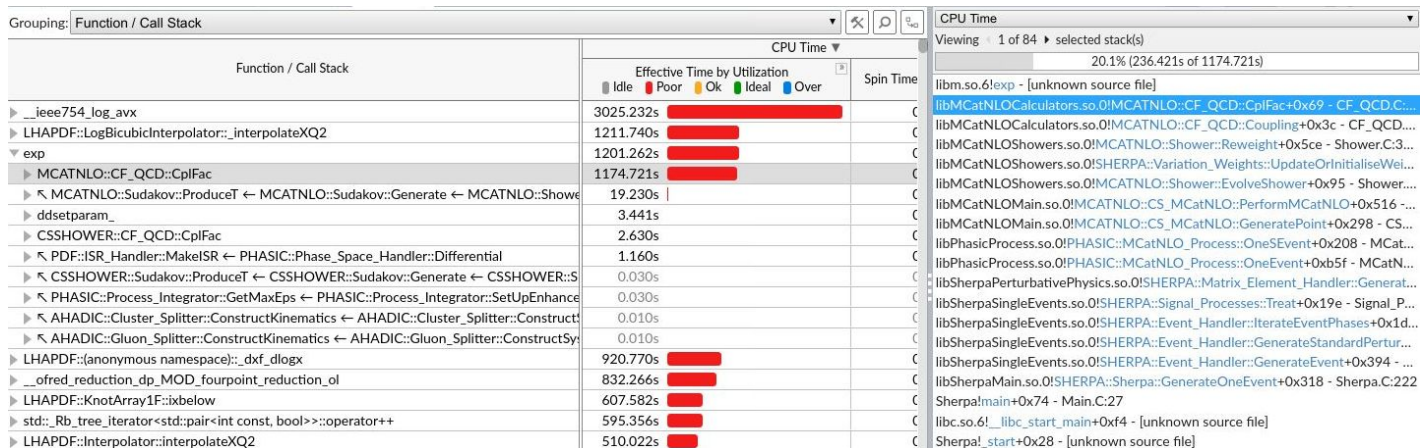 Grouping: Function / Call Stack
Function / Call Stack
CPU Time
Effective Time by Utilization
Idle Poor Ok Ideal Over
Spin Time
__ieee754_log_avx 3025.232s
LHAPDF::LogBicubicInterpolator::_interpolateXQ2 1211.740s
exp 1201.262s
MCATNLO::CF_QCD::CplFac 1174.721s
MCATNLO::Sudakov::ProduceT ← MCATNLO::Sudakov::Generate ← MCATNLO::Showe 19.230s
ddsetparam_ 3.441s
CSSHOWER::CF_QCD::CplFac 2.630s
PDF::ISR_Handler::MakeISR ← PHASIC::Phase_Space_Handler::Differential 1.160s
CSSHOWER::Sudakov::ProduceT ← CSSHOWER::Sudakov::Generate ← CSSHOWER::S 0.030s
PHASIC::Process_Integrator::GetMaxEps ← PHASIC::Process_Integrator::SetUpEnhance 0.030s
AHADIC::Cluster_Splitter::ConstructKinematics ← AHADIC::Cluster_Splitter::Construct 0.010s
AHADIC::Gluon_Splitter::ConstructKinematics ← AHADIC::Gluon_Splitter::ConstructSy 0.010s
LHAPDF::(anonymous namespace)::_dxf_dlogx 920.770s
__ofred_reduction_dp_MOD_fourpoint_reduction_ol 832.266s
LHAPDF::KnotArray1F::ixbelow 607.582s
std::_Rb_tree_iterator<std::pair<int const, bool>>::operator++ 595.356s
LHAPDF::Interpolator::interpolateXQ2 510.022s
CPU Time
Viewing 1 of 84 selected stack(s)
20.1% (236.421s of 1174.721s)
libm.so.6!exp - [unknown source file]
libMCatNLOCalculators.so.0!MCATNLO::CF_QCD::CplFac+0x69 - CF_QCD.C:...
libMCatNLOCalculators.so.0!MCATNLO::CF_QCD::Coupling+0x3c - CF_QCD....
libMCatNLOShowers.so.0!MCATNLO::Shower::Reweight+0x5ce - Shower.C:3...
libMCatNLOShowers.so.0!SHERPA::Variation_Weights::UpdateOrInitialiseWei...
libMCatNLOShowers.so.0!MCATNLO::Shower::EvolveShower+0x95 - Shower....
libMCatNLOMain.so.0!MCATNLO::CS_MCatNLO::PerformMCatNLO+0x516 -...
libMCatNLOMain.so.0!MCATNLO::CS_MCatNLO::GeneratePoint+0x298 - CS...
libPhasicProcess.so.0!PHASIC::MCatNLO_Process::OneSEvent+0x208 - MCat...
libPhasicProcess.so.0!PHASIC::MCatNLO_Process::OneEvent+0xb5f - MCatN...
libSherpaPerturbativePhysics.so.0!SHERPA::Matrix_Element_Handler::Generat...
libSherpaSingleEvents.so.0!SHERPA::Signal_Processes::Treat+0x19e - Signal_P...
libSherpaSingleEvents.so.0!SHERPA::Event_Handler::IterateEventPhases+0x1d...
libSherpaSingleEvents.so.0!SHERPA::Event_Handler::GenerateStandardPertur...
libSherpaSingleEvents.so.0!SHERPA::Event_Handler::GenerateEvent+0x394 - ...
libSherpaMain.so.0!SHERPA::Sherpa::GenerateOneEvent+0x318 - Sherpa.C:222
Sherpa!main+0x74 - Main.C:27
libc.so.6!__libc_start_main+0xf4 - [unknown source file]
Sherpa!_start+0x28 - [unknown source file]